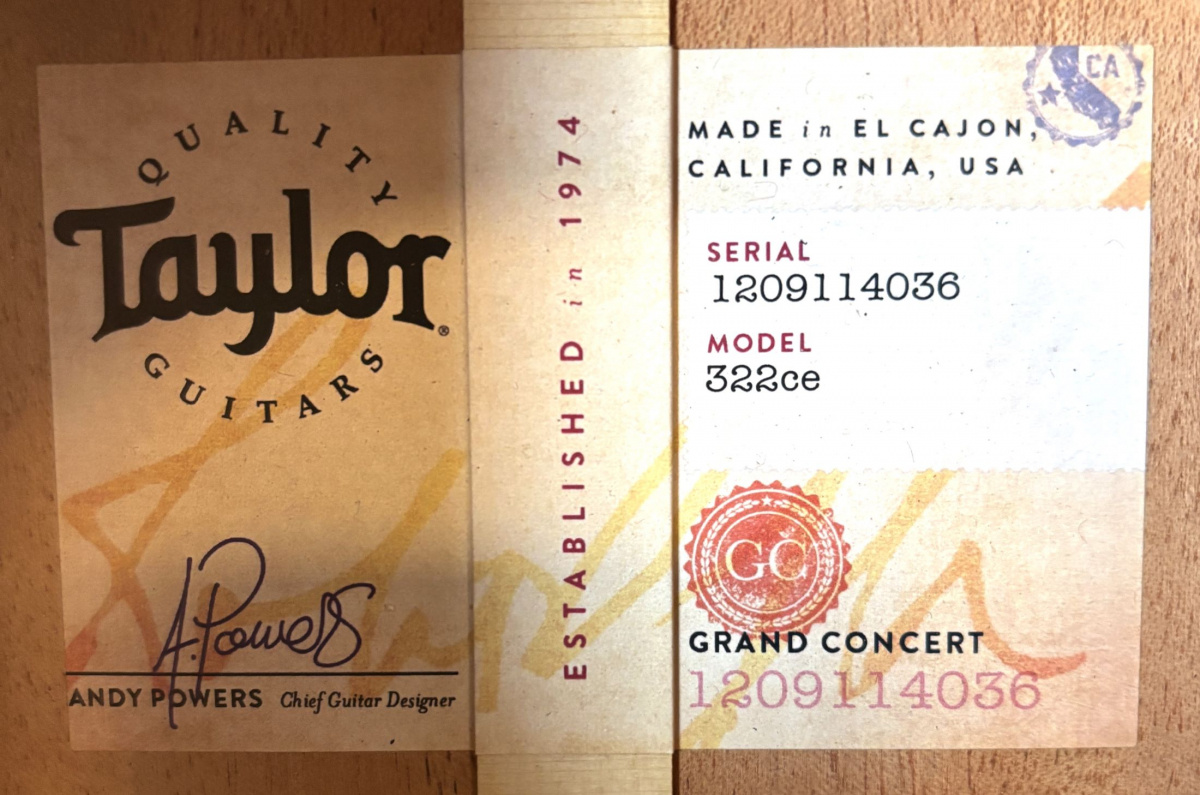 QUALITY
Taylor®
GUITARS
A. Powers
ANDY POWERS Chief Guitar Designer
ESTABLISHED in 1974
CA
MADE in EL CAJON,
CALIFORNIA, USA
SERIAL
1209114036
MODEL
322ce
GC
GRAND CONCERT
1209114036